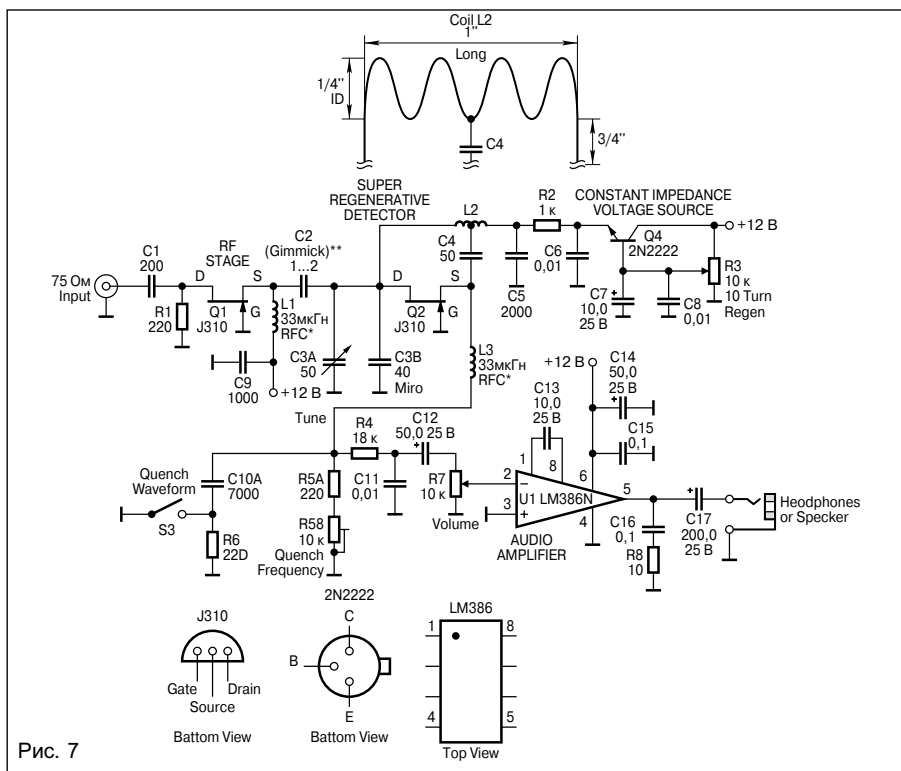 Coil L2
1"
Long
1/4"
ID
C4
3/4"
SUPER
REGENERATIVE
DETECTOR
L2
R2
1 к
CONSTANT IMPEDANCE
VOLTAGE SOURCE
+12 В
Q4
2N2222
C1
200
RF
STAGE
C2
(Gimmick)**
1...2
C4
50
C5
2000
C6
0,01
R3
10 к
10 Turn
Regen
C7
10,0
25 В
C8
0,01
75 Ом
Input
D
S
G
Q1
J310
R1
220
L1
33мкГн
RFC*
C9
1000
+12 В
C3A
50
D
S
G
Q2
J310
C3B
40
Miro
L3
33мкГн
RFC*
Tune
R4
18 к
C12
50,0 25 В
C13
10,0
25 В
+12 В
C14
50,0
25 В
C15
0,1
Quench
Waveform
S3
C10A
7000
R6
22D
R5A
220
R58
10 к
Quench
Frequency
C11
0,01
R7
10 к
Volume
1
8
2
3
6
5
4
U1 LM386N
AUDIO
AMPLIFIER
C16
0,1
R8
10
C17
200,0
25 В
Headphones
or Specker
J310
Gate
Source
Drain
Battom View
2N2222
C
B
E
Battom View
LM386
1
8
4
5
Top View
Рис. 7